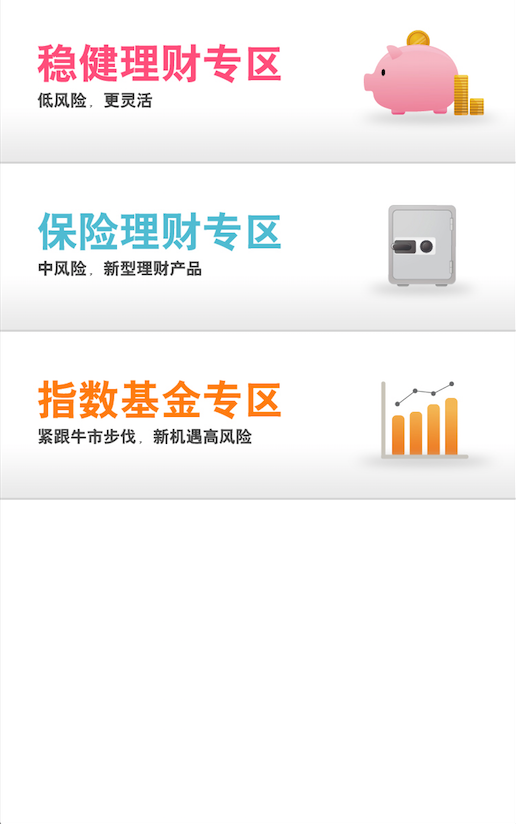 稳健理财专区
低风险，更灵活
保险理财专区
中风险，新型理财产品
指数基金专区
紧跟牛市步伐，新机遇高风险